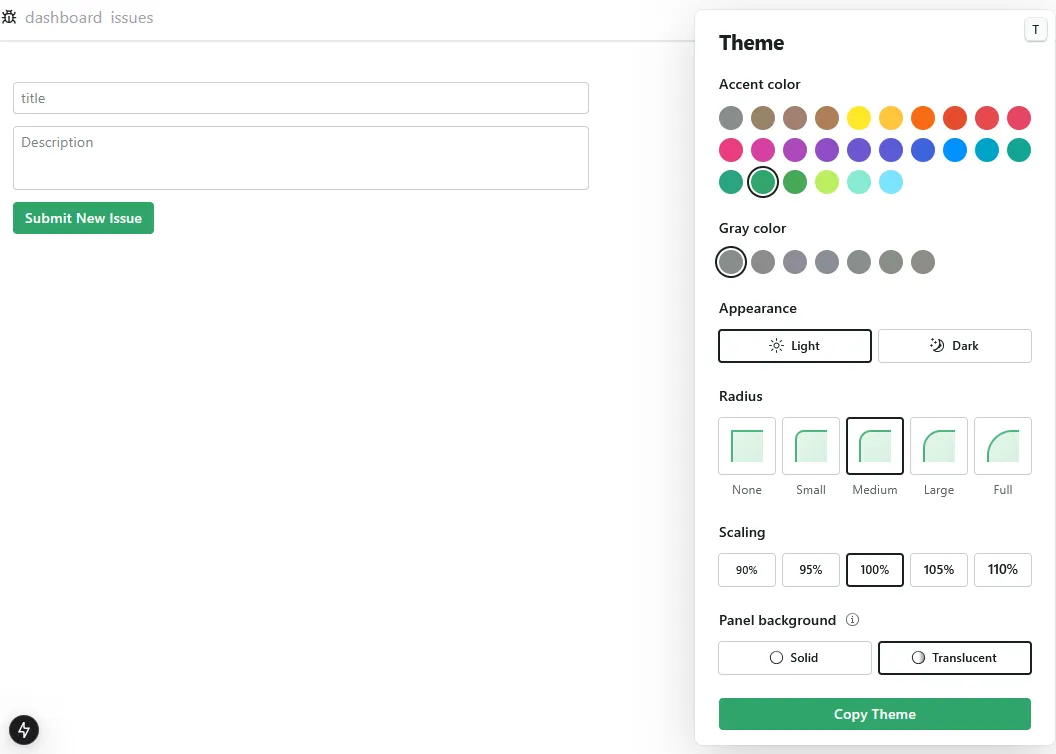 dashboard issues
title
Description
Submit New Issue
T
Theme
Accent color
Gray color
Appearance
Light Dark
Radius
None Small Medium Large Full
Scaling
90% 95% 100% 105% 110%
Panel background
Solid Translucent
Copy Theme